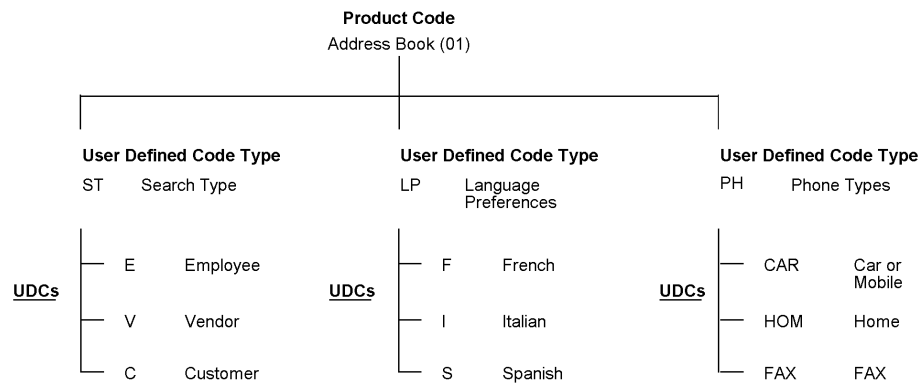 Product Code
Address Book (01)
User Defined Code Type
ST Search Type
UDCs
E Employee
V Vendor
C Customer
User Defined Code Type
LP Language
Preferences
UDCs
F French
I Italian
S Spanish
User Defined Code Type
PH Phone Types
UDCs
CAR Car or
Mobile
HOM Home
FAX FAX